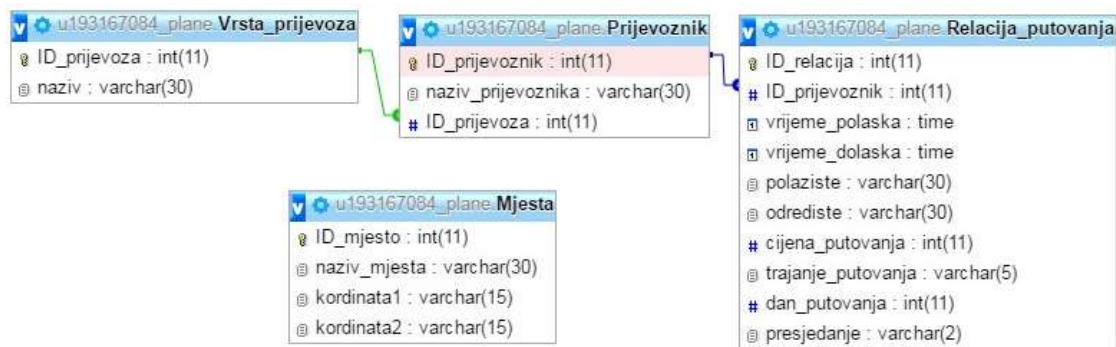 u193167084_plane.Vrsta_prijevoza
ID_prijevoza : int(11)
naziv : varchar(30)
u193167084_plane.Prijevoznik
ID_prijevoznik : int(11)
naziv_prijevoznika : varchar(30)
# ID_prijevoza : int(11)
u193167084_plane.Relacija_putovanja
ID_relacija : int(11)
# ID_prijevoznik : int(11)
vrijeme_polaska : time
vrijeme_dolaska : time
polaziste : varchar(30)
odrediste : varchar(30)
# cijena_putovanja : int(11)
trajanje_putovanja : varchar(5)
# dan_putovanja : int(11)
presjedanje : varchar(2)
u193167084_plane.Mjesta
ID_mjesto : int(11)
naziv_mjesta : varchar(30)
kordinata1 : varchar(15)
kordinata2 : varchar(15)